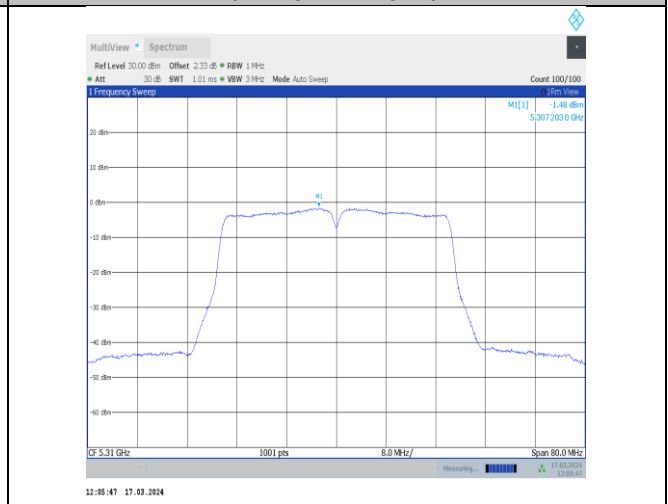 MultiView Spectrum
Ref Level 30.00 dBm Offset 2.33 dB RBW 1 MHz
Att 30 dB SWT 1.01 ms VBW 3 MHz Mode Auto Sweep Count 100/100
1 Frequency Sweep 1Rm View
M1[1] -1.48 dBm
5.307 203 0 GHz
20 dBm
10 dBm
M1
0 dBm
-10 dBm
-20 dBm
-30 dBm
-40 dBm
-50 dBm
-60 dBm
CF 5.31 GHz 1001 pts 8.0 MHz/ Span 80.0 MHz
Measuring... 17.03.2024
12:05:47
12:05:47 17.03.2024